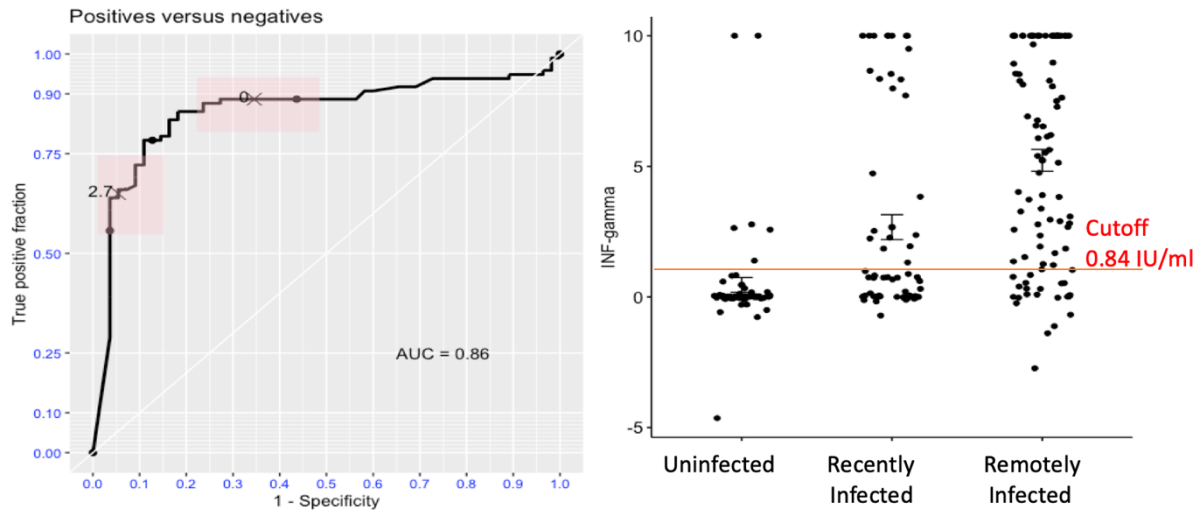 Positives versus negatives
True positive fraction
1.00
0.90
0.75
0.50
0.25
0.10
0.00
0
2.7
AUC = 0.86
0.0 0.1 0.2 0.3 0.4 0.5 0.6 0.7 0.8 0.9 1.0
1 - Specificity
INF-gamma
10
5
0
-5
Cutoff
0.84 IU/ml
Uninfected
Recently
Infected
Remotely
Infected